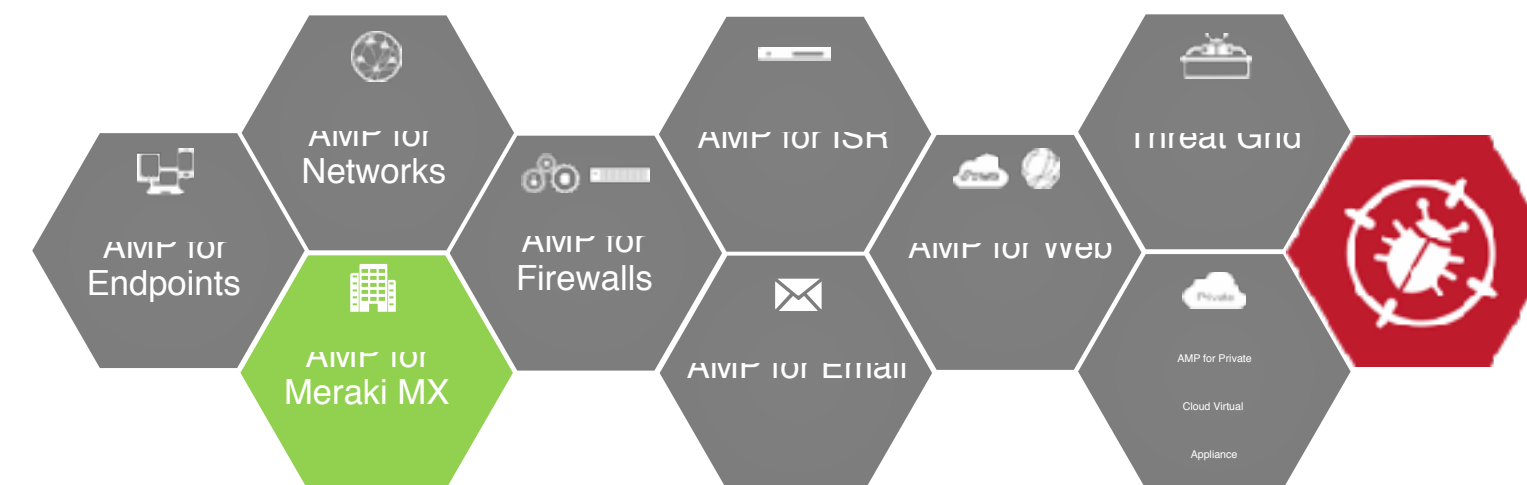 AMP for
Endpoints
AMP for
Networks
AMP for
Meraki MX
AMP for
Firewalls
AMP for ISR
AMP for Email
AMP for Web
Threat Grid
Private
AMP for Private
Cloud Virtual
Appliance